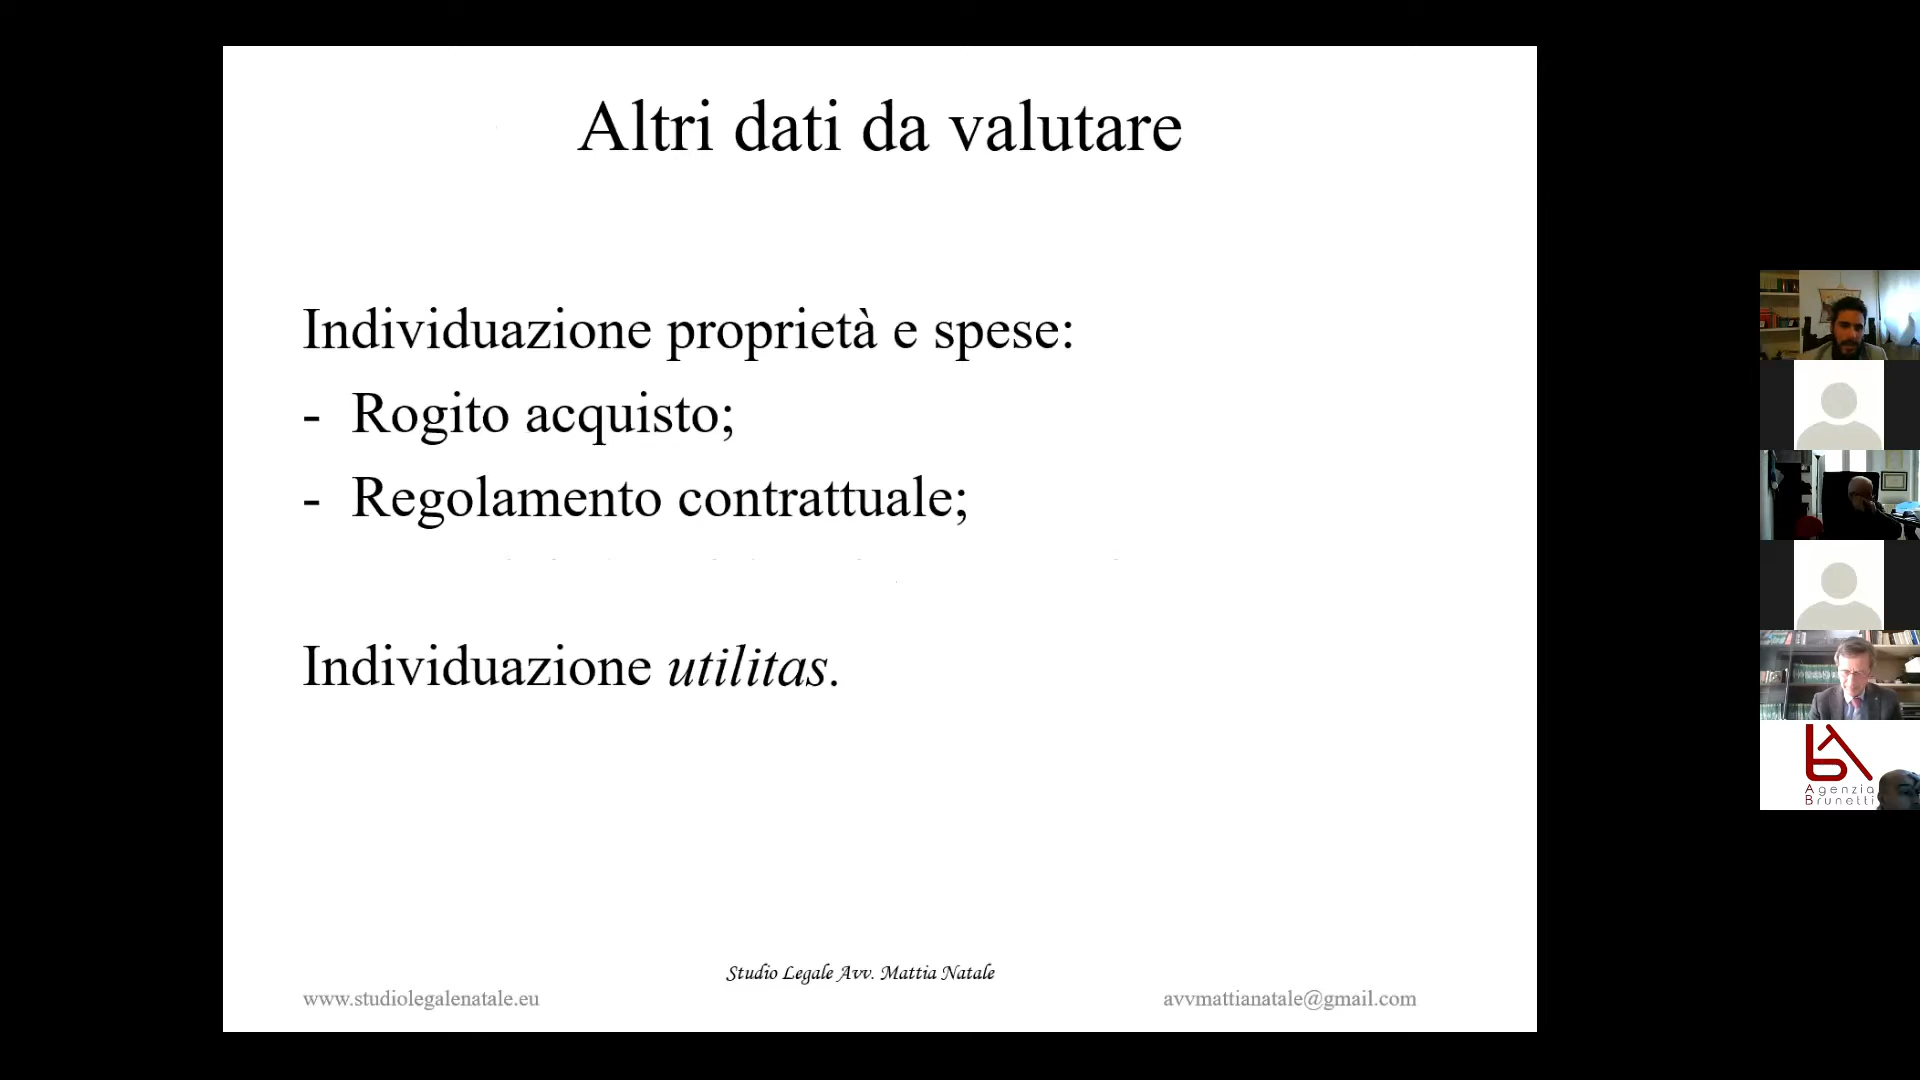 Altri dati da valutare
Individuazione proprietà e spese:
- Rogito acquisto;
- Regolamento contrattuale;
Individuazione utilitas.
Studio Legale Avv. Mattia Natale
www.studiolegalenatale.eu
avvmattianatale@gmail.com
Agenzia
Brunetti